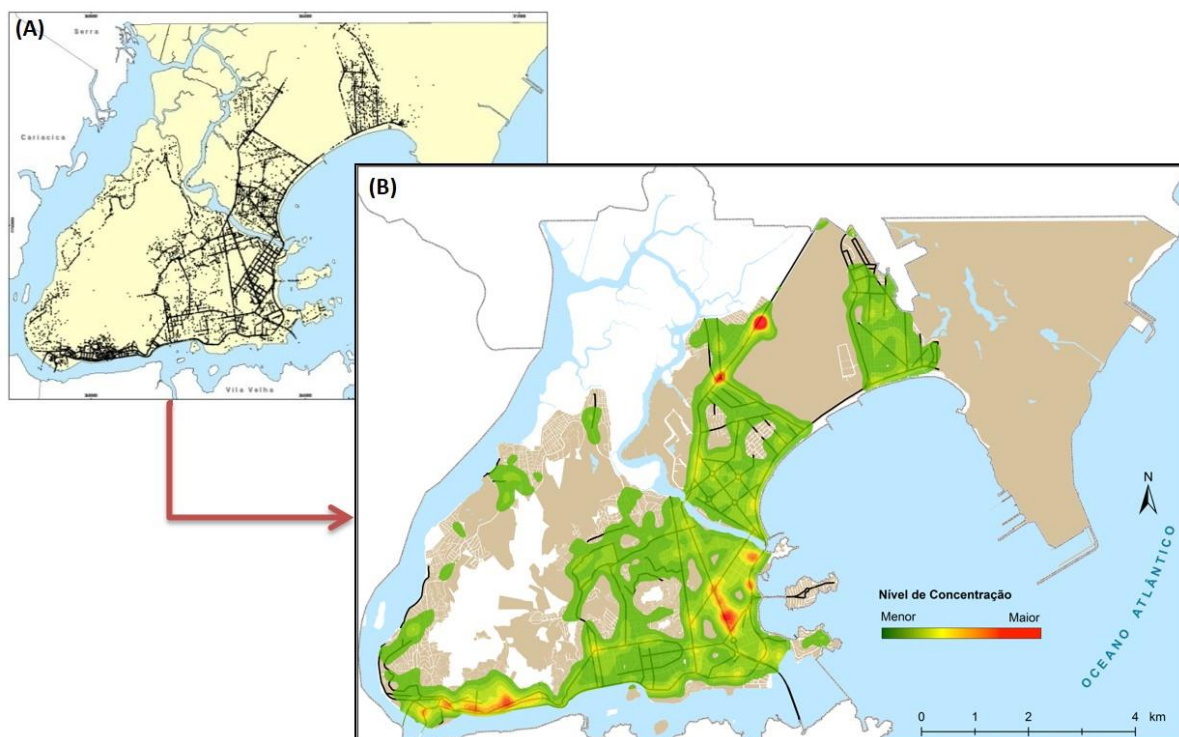 (A)
Serra
Cariacica
Vila Velha
(B)
N
Nível de Concentração
Menor Maior
OCEANO ATLÂNTICO
0 1 2 4 km